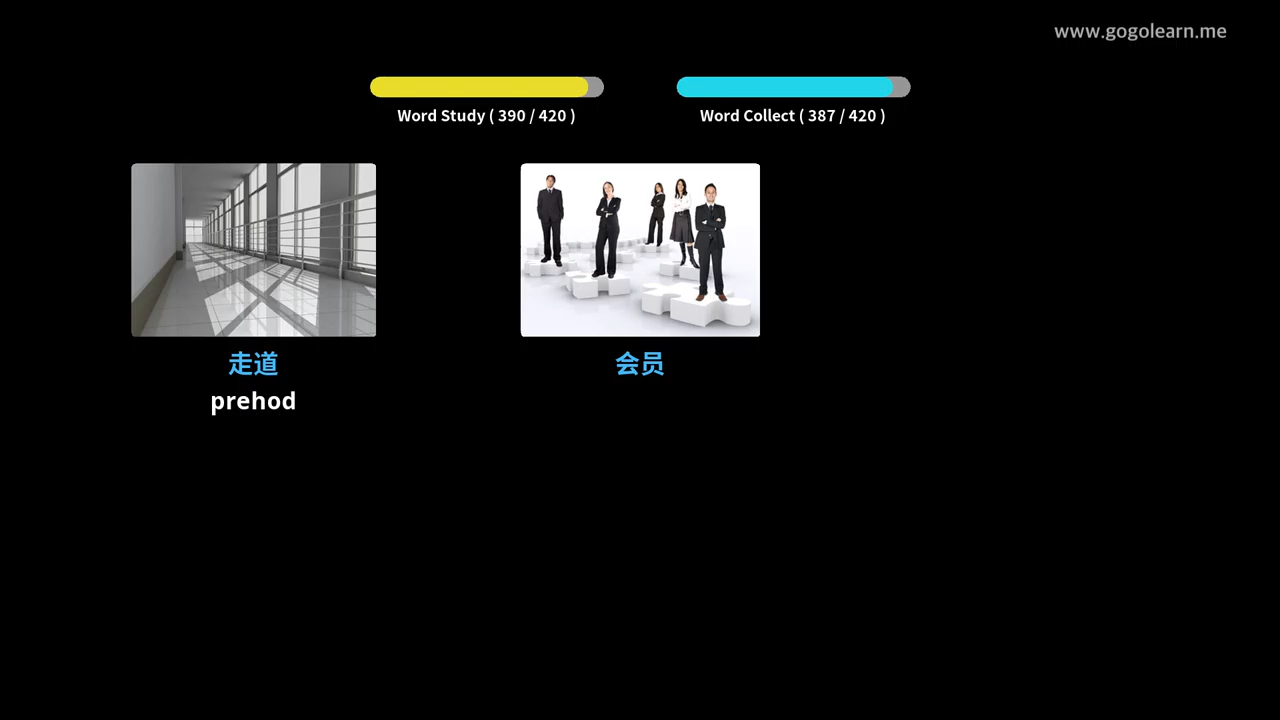 www.gogolearn.me
Word Study ( 390 / 420 )
Word Collect ( 387 / 420 )
走道
prehod
会员